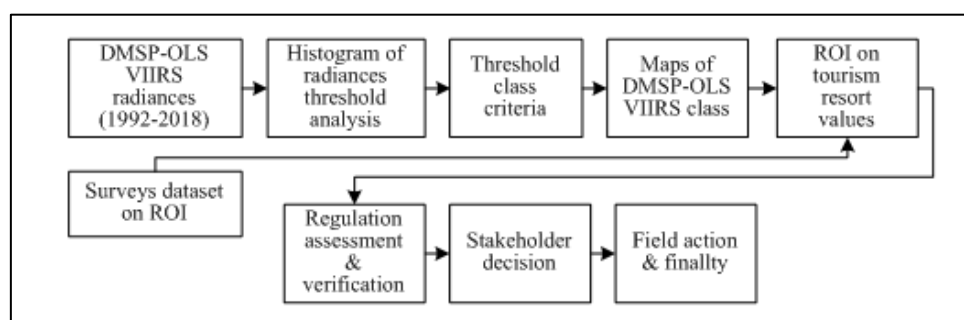 DMSP-OLS
VIIRS
radiances
(1992-2018)
Histogram of
radiances
threshold
analysis
Threshold
class
criteria
Maps of
DMSP-OLS
VIIRS class
ROI on
tourism
resort
values
Surveys dataset
on ROI
Regulation
assessment
&
verification
Stakeholder
decision
Field action
& finallty